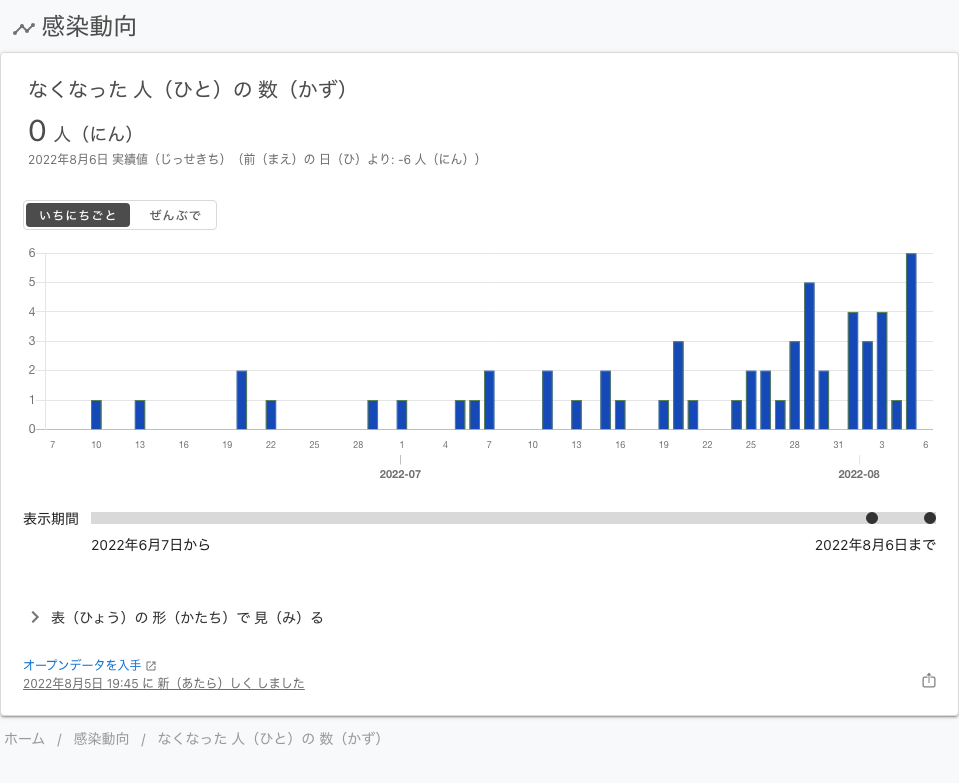 感染動向
なくなった 人（ひと）の 数（かず）
0 人（にん）
2022年8月6日 実績値（じっせきち）（前（まえ）の 日（ひ）より: -6 人（にん））
いちにちごと ぜんぶで
6
5
4
3
2
1
0
7 10 13 16 19 22 25 28 1 4 7 10 13 16 19 22 25 28 31 3 6
2022-07 2022-08
表示期間
2022年6月7日から 2022年8月6日まで
表（ひょう）の 形（かたち）で 見（み）る
オープンデータを入手
2022年8月5日 19:45 に 新（あたら）しく しました
ホーム / 感染動向 / なくなった 人（ひと）の 数（かず）